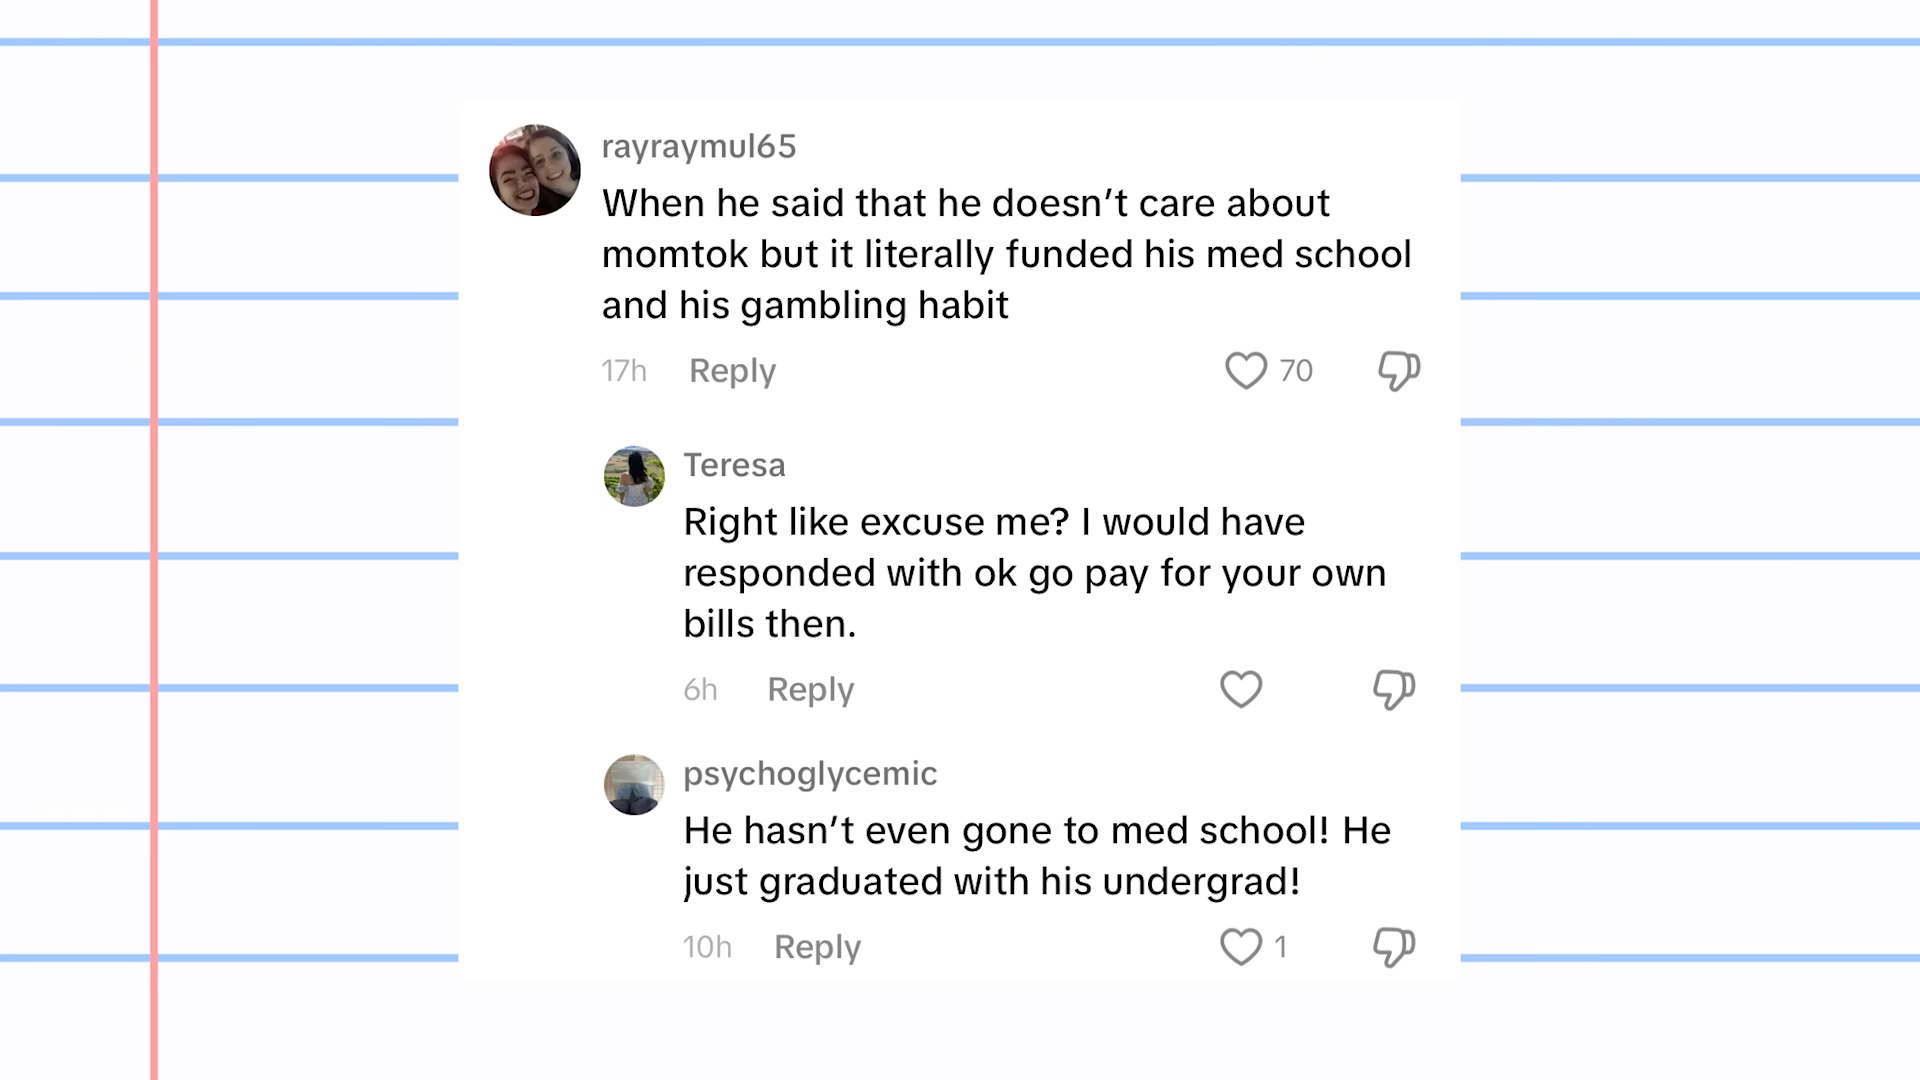 rayraymul65
When he said that he doesn’t care about
momtok but it literally funded his med school
and his gambling habit
17h Reply 70
Teresa
Right like excuse me? I would have
responded with ok go pay for your own
bills then.
6h Reply
psychoglycemic
He hasn’t even gone to med school! He
just graduated with his undergrad!
10h Reply 1